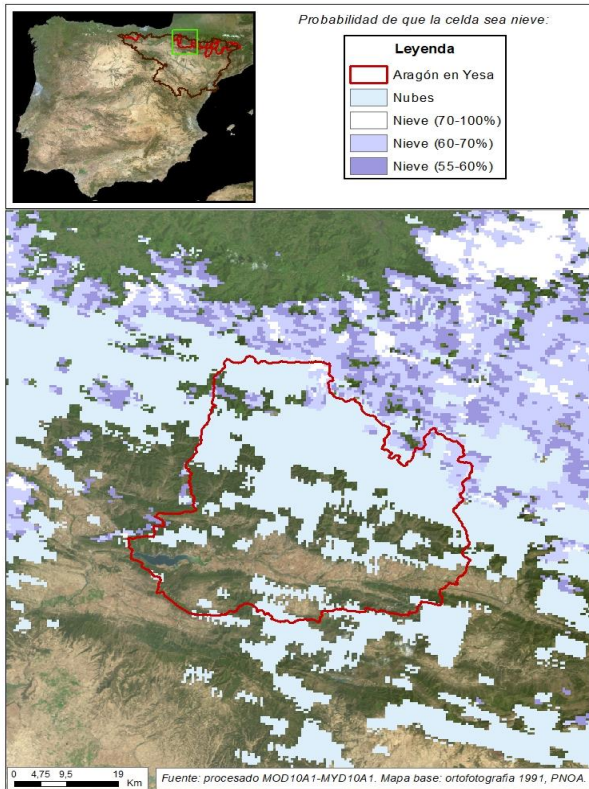 Probabilidad de que la celda sea nieve:
Leyenda
Aragón en Yesa
Nubes
Nieve (70-100%)
Nieve (60-70%)
Nieve (55-60%)
0 4,75 9,5 19
Km
Fuente: procesado MOD10A1-MYD10A1. Mapa base: ortofotografia 1991, PNOA.